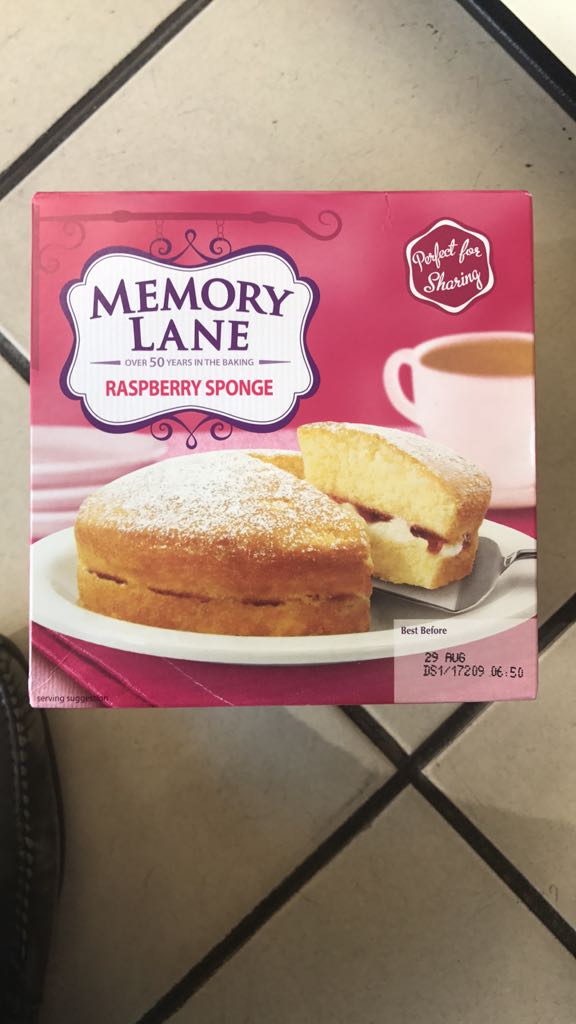 MEMORY
LANE
OVER 50 YEARS IN THE BAKING
RASPBERRY SPONGE
Perfect for
Sharing
Best Before
29 AUG
DS1/17209 06:50
serving suggestion